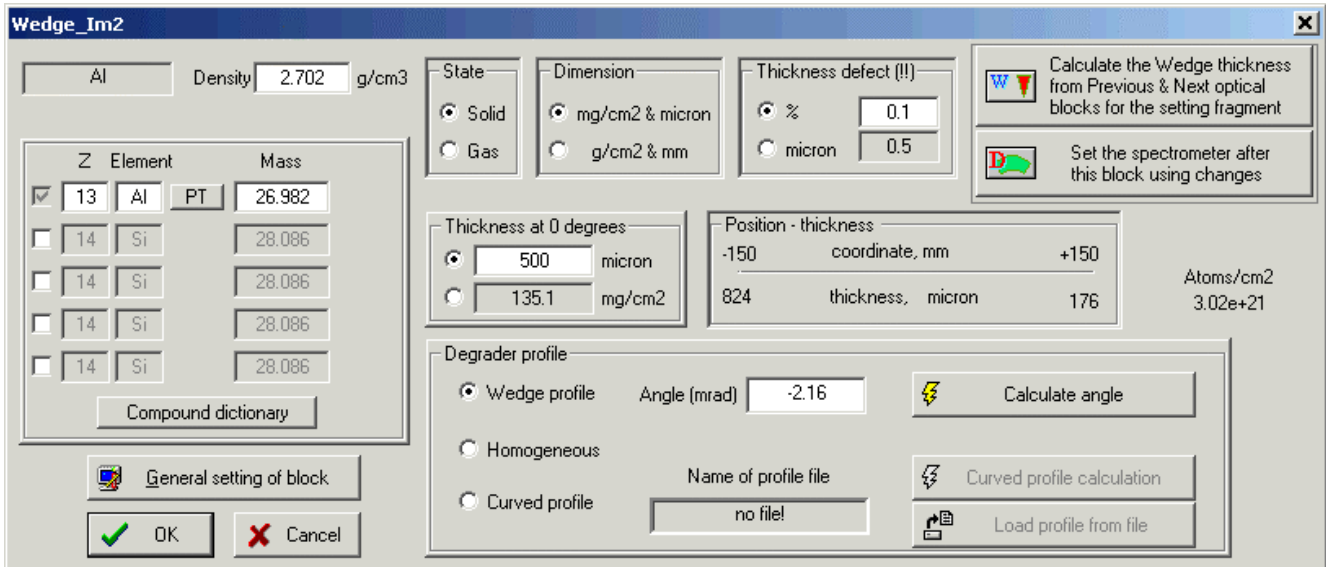 Wedge_Im2
Al Density 2.702 g/cm3
State
Solid
Gas
Dimension
mg/cm2 & micron
g/cm2 & mm
Thickness defect (!!)
% 0.1
micron 0.5
W
Calculate the Wedge thickness
from Previous & Next optical
blocks for the setting fragment
D
Set the spectrometer after
this block using changes
Z Element Mass
13 Al PT 26.982
14 Si 28.086
14 Si 28.086
14 Si 28.086
14 Si 28.086
Compound dictionary
Thickness at 0 degrees
500 micron
135.1 mg/cm2
Position - thickness
-150 coordinate, mm +150
824 thickness, micron 176
Atoms/cm2
3.02e+21
Degrader profile
Wedge profile Angle (mrad) -2.16 Calculate angle
Homogeneous
Curved profile
Name of profile file
no file!
Curved profile calculation
Load profile from file
General setting of block
OK Cancel